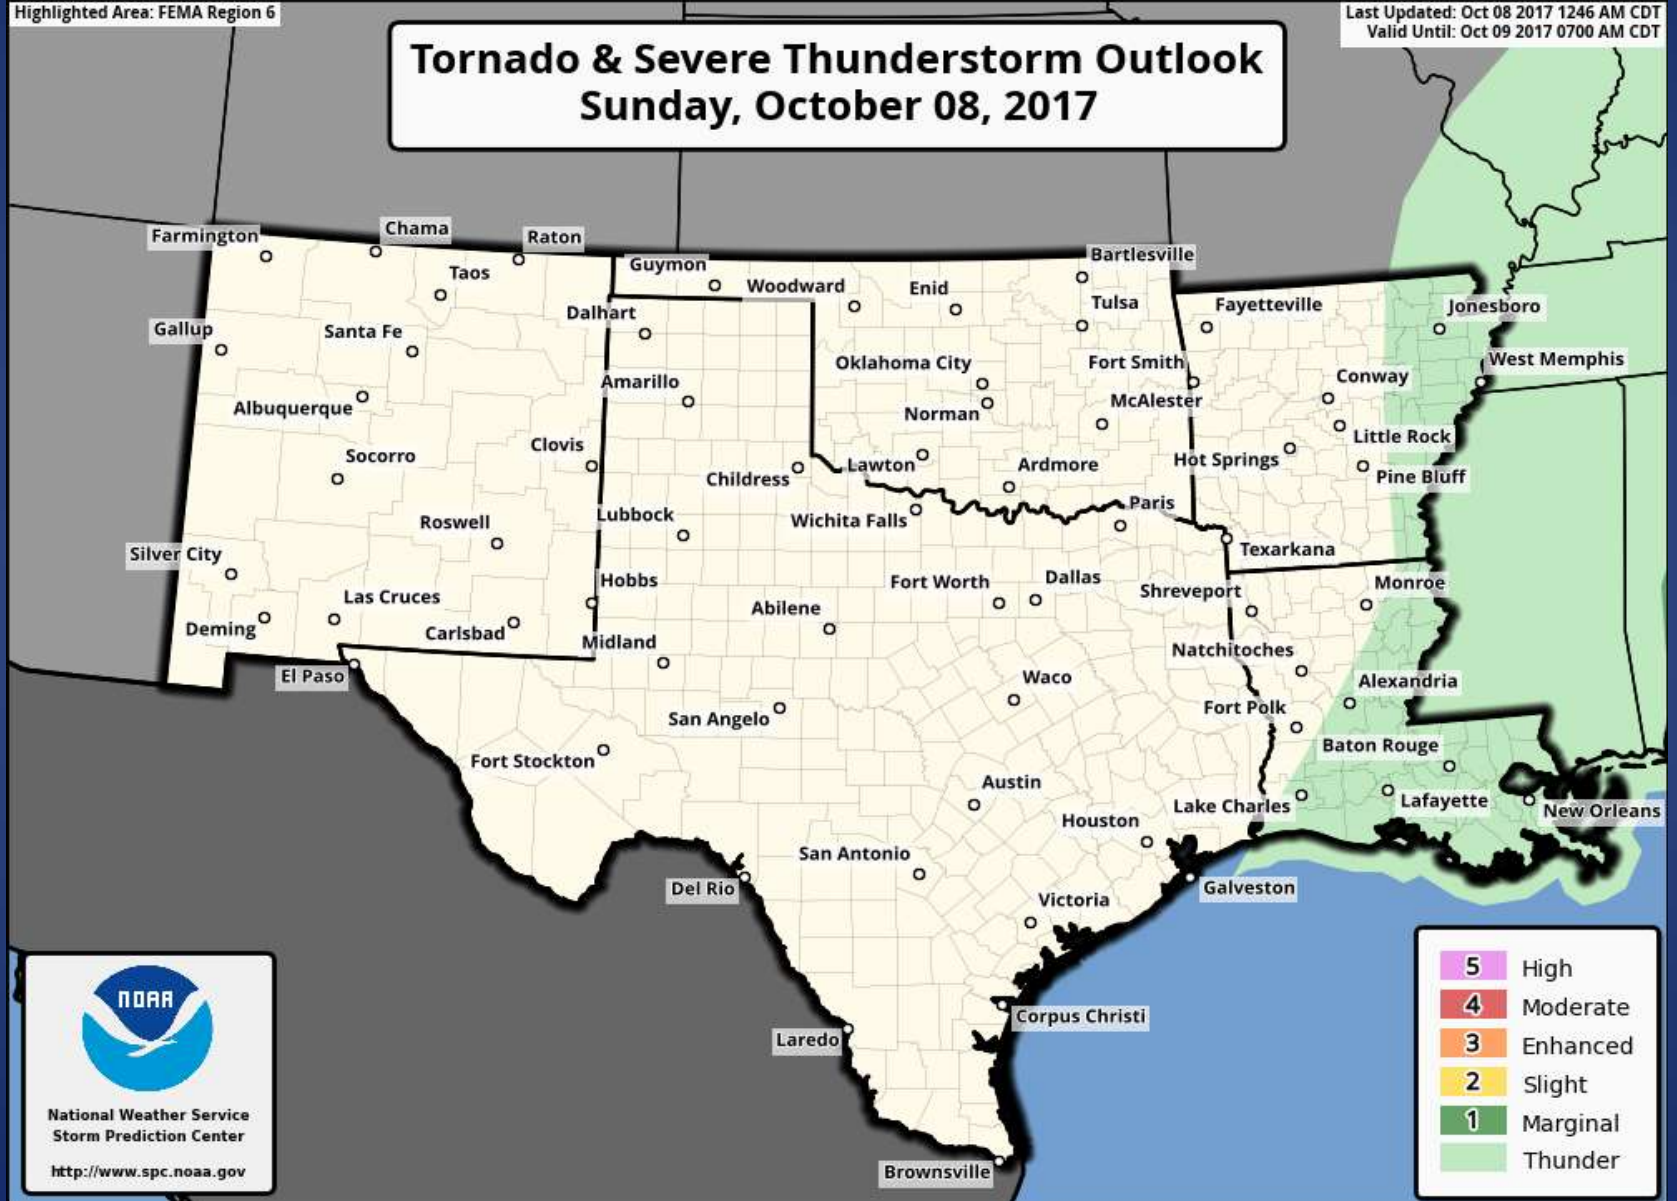 Highlighted Area: FEMA Region 6
Last Updated: Oct 08 2017 1246 AM CDT
Valid Until: Oct 09 2017 0700 AM CDT
Tornado & Severe Thunderstorm Outlook
Sunday, October 08, 2017
Farmington
Chama
Raton
Taos
Guymon
Woodward
Enid
Bartlesville
Tulsa
Fayetteville
Jonesboro
Gallup
Santa Fe
Dalhart
Oklahoma City
Fort Smith
Conway
West Memphis
Albuquerque
Amarillo
Norman
McAlester
Little Rock
Socorro
Clovis
Childress
Lawton
Ardmore
Hot Springs
Pine Bluff
Roswell
Lubbock
Wichita Falls
Paris
Texarkana
Silver City
Las Cruces
Hobbs
Abilene
Fort Worth
Dallas
Shreveport
Monroe
Deming
Carlsbad
Midland
Natchitoches
El Paso
San Angelo
Waco
Fort Polk
Alexandria
Fort Stockton
Austin
Baton Rouge
Houston
Lake Charles
Lafayette
New Orleans
San Antonio
Del Rio
Victoria
Galveston
Laredo
Corpus Christi
Brownsville
NOAA
National Weather Service
Storm Prediction Center
http://www.spc.noaa.gov
5 High
4 Moderate
3 Enhanced
2 Slight
1 Marginal
Thunder